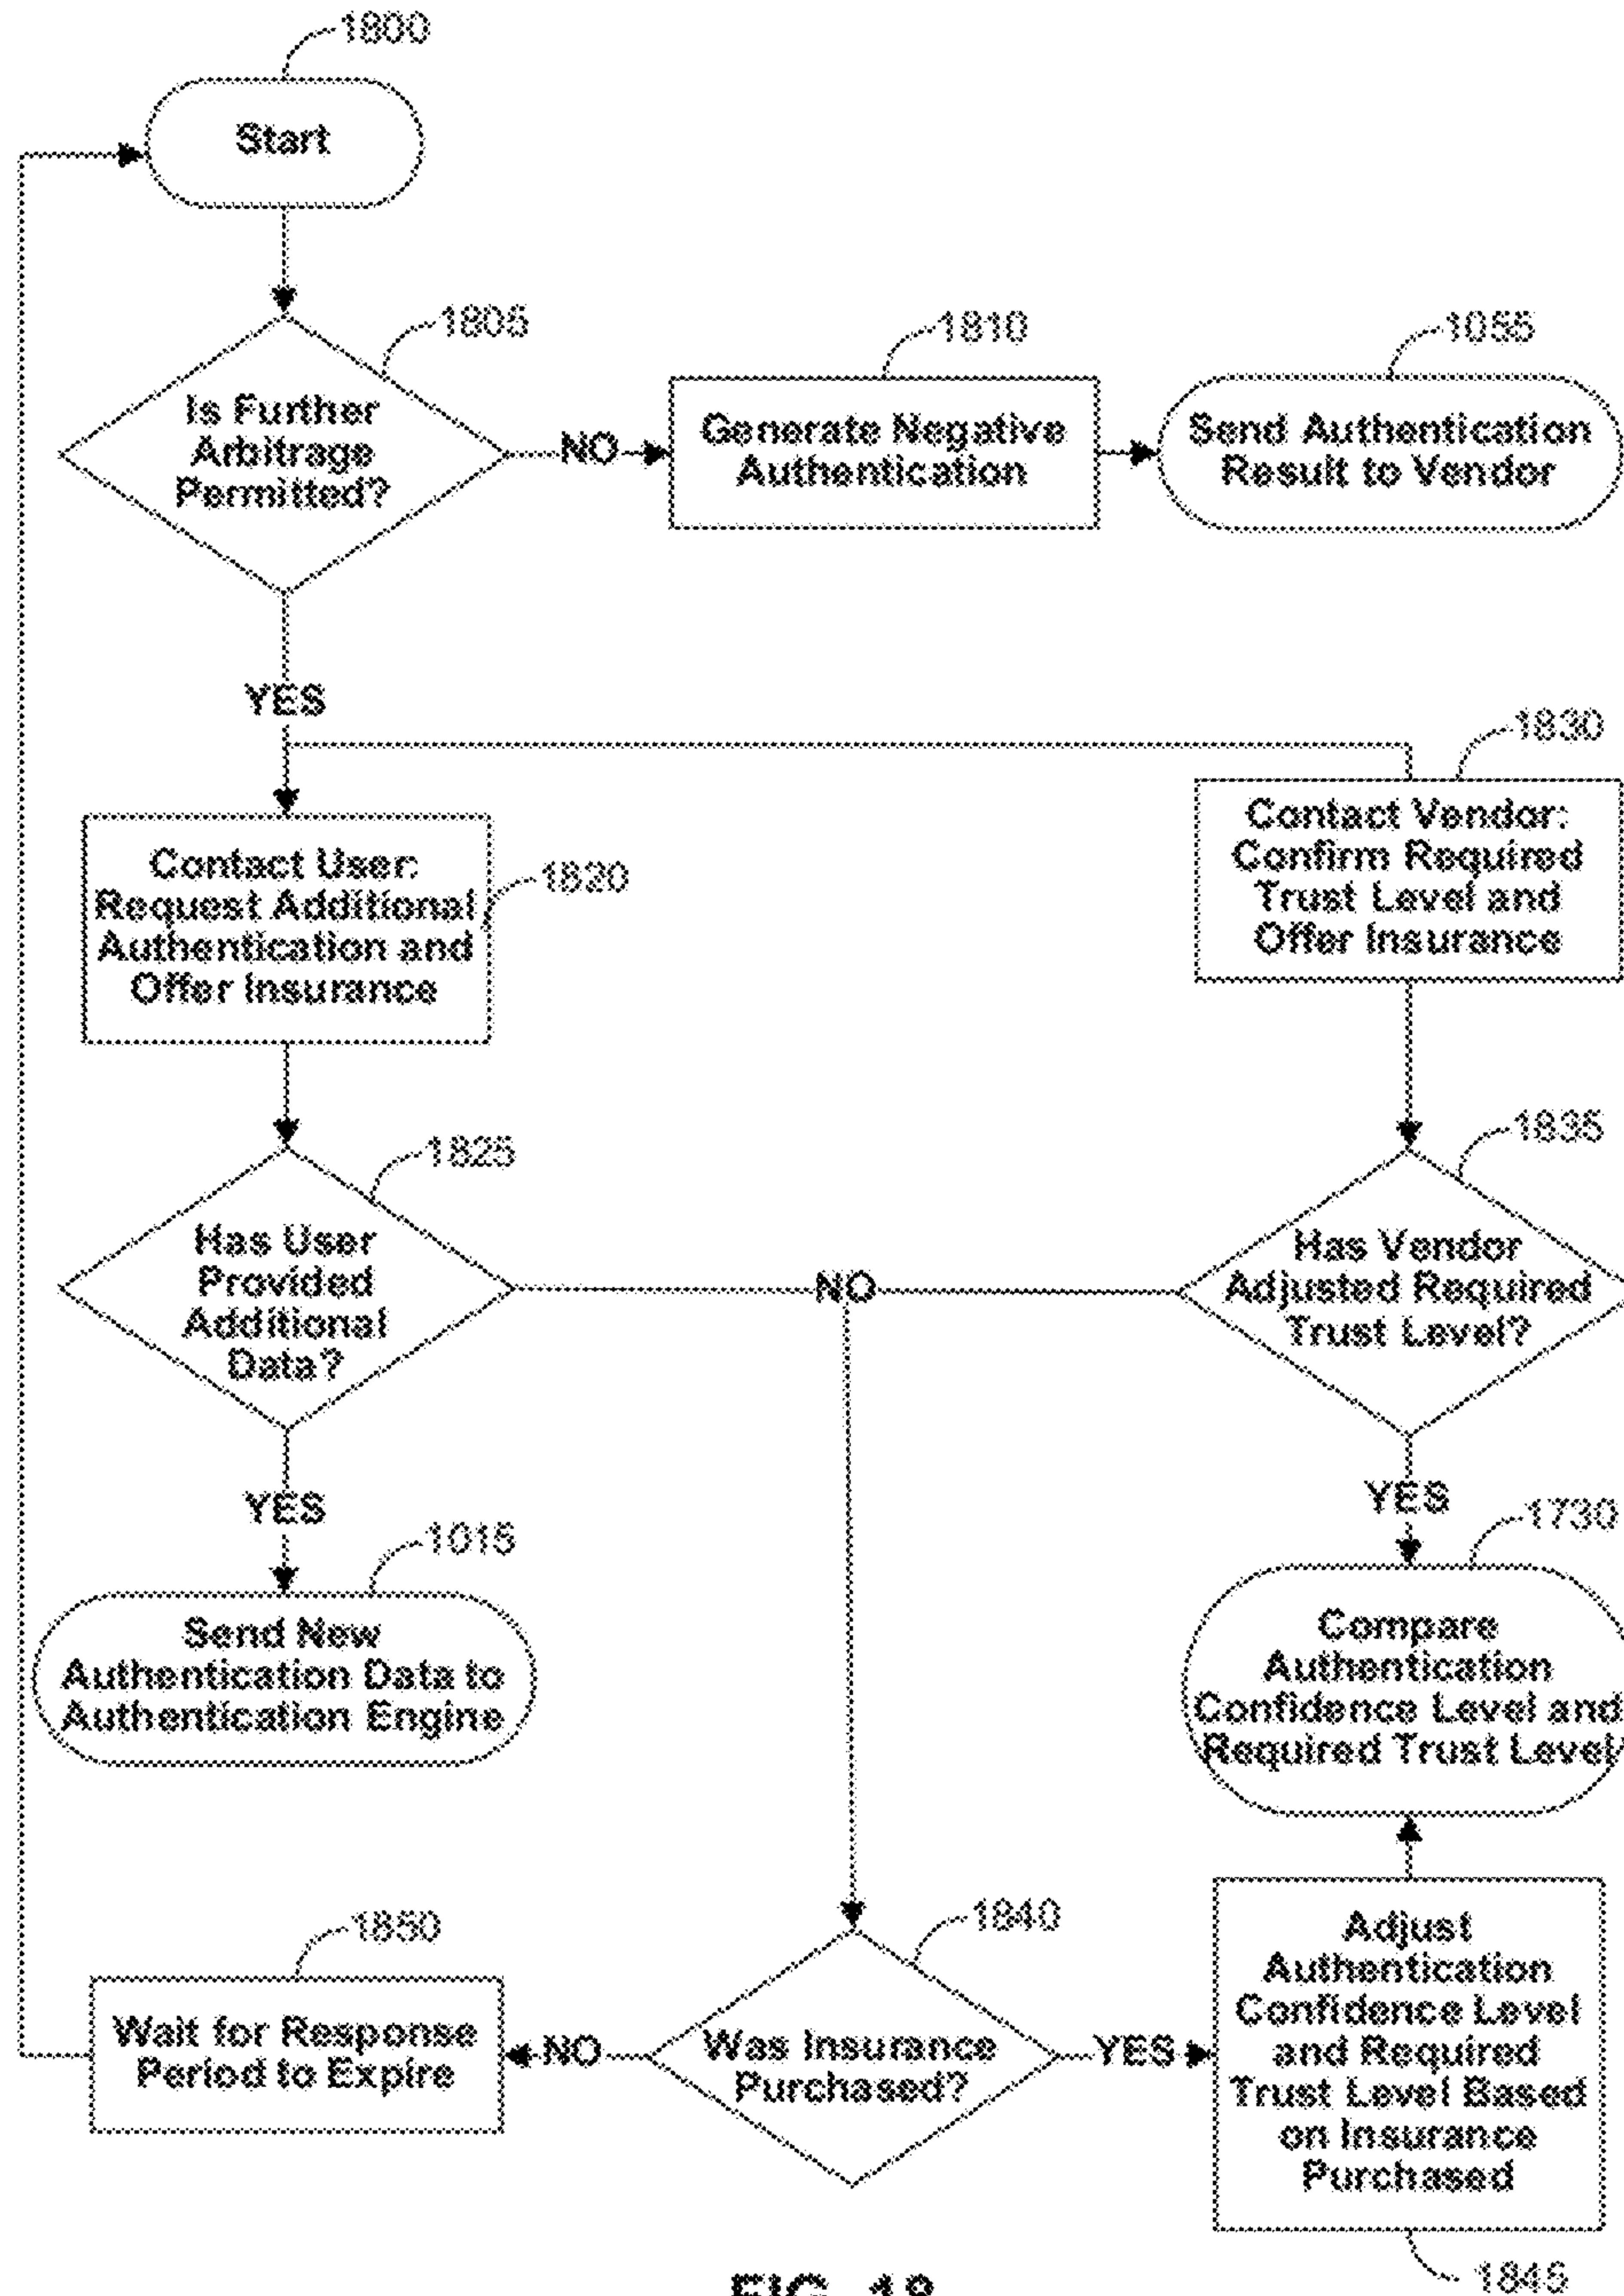 1800
Start
1805
Is Further
Arbitrage
Permitted?
NO
1810
Generate Negative
Authentication
1055
Send Authentication
Result to Vendor
YES
1820
Contact User:
Request Additional
Authentication and
Offer Insurance
1830
Contact Vendor:
Confirm Required
Trust Level and
Offer Insurance
1825
Has User
Provided
Additional
Data?
NO
1835
Has Vendor
Adjusted Required
Trust Level?
YES
1015
Send New
Authentication Data to
Authentication Engine
YES
1730
Compare
Authentication
Confidence Level and
Required Trust Level
1850
Wait for Response
Period to Expire
NO
1840
Was Insurance
Purchased?
YES
Adjust
Authentication
Confidence Level
and Required
Trust Level Based
on Insurance
Purchased
1845
FIG. 18